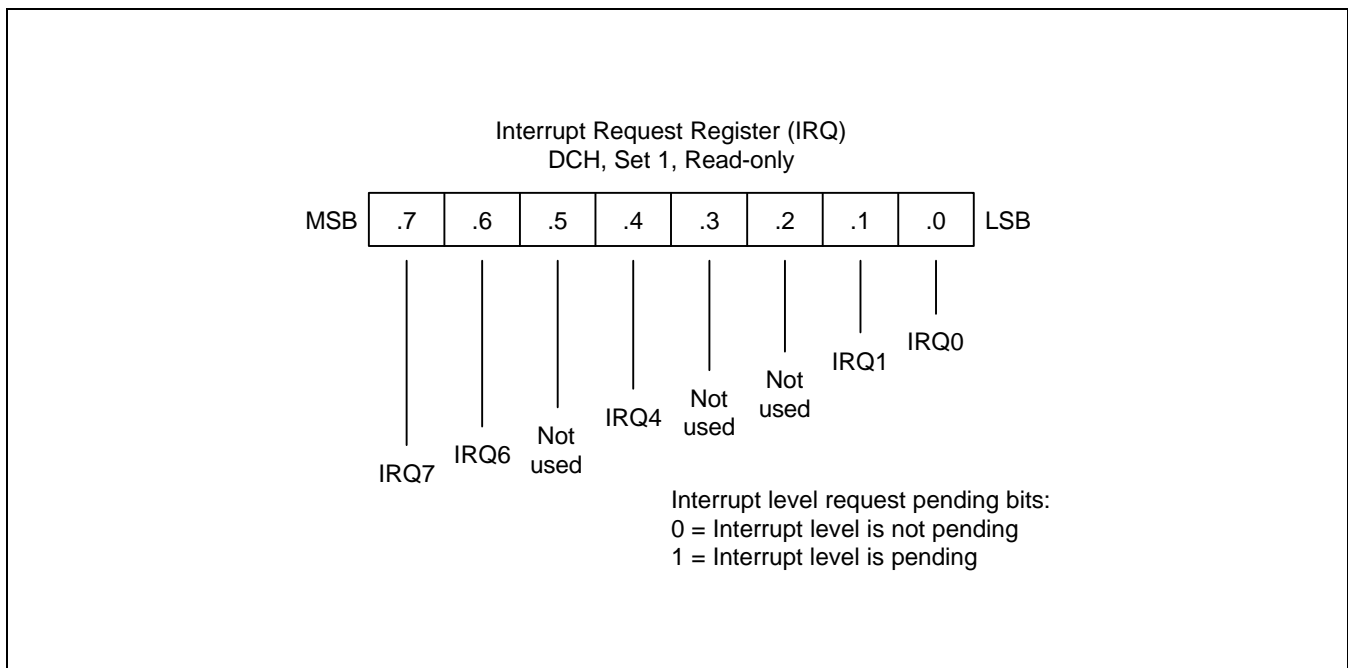 Interrupt Request Register (IRQ)
DCH, Set 1, Read-only
MSB .7 .6 .5 .4 .3 .2 .1 .0 LSB
IRQ7
IRQ6
Not
used
IRQ4
Not
used
Not
used
IRQ1
IRQ0
Interrupt level request pending bits:
0 = Interrupt level is not pending
1 = Interrupt level is pending